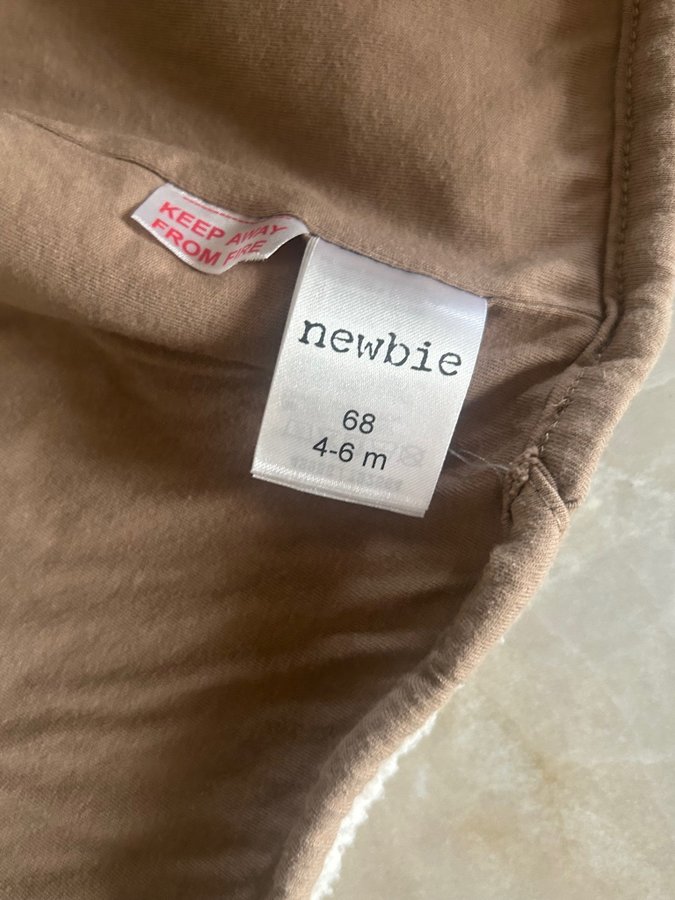 KEEP AWAY
FROM FIRE
newbie
68
4-6 m